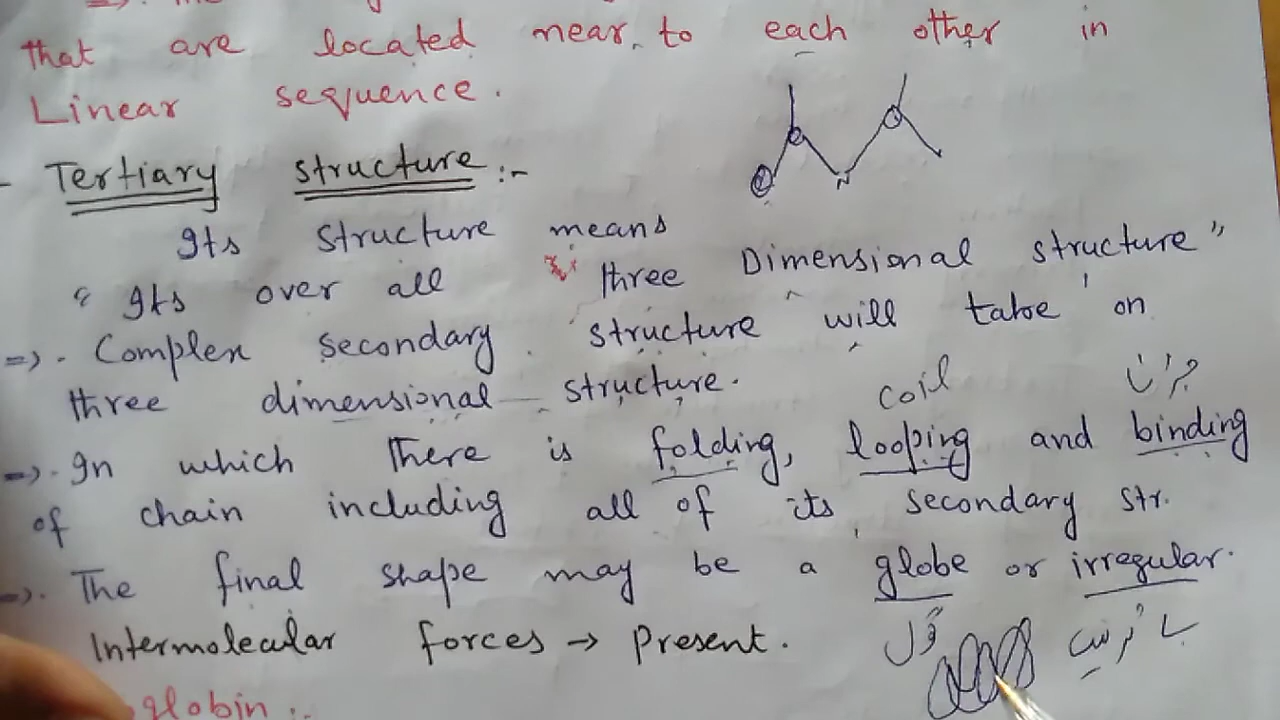 that are located near to each other in
Linear sequence.
- Tertiary structure :-
Its structure means
" Its over all three Dimensional structure "
=> . Complex secondary structure will take on
three dimensional structure.
coil
=> . In which there is folding, looping and binding
of chain including all of its secondary str.
=> . The final shape may be a globe or irregular.
Intermolecular forces → Present.
گول
globin :-